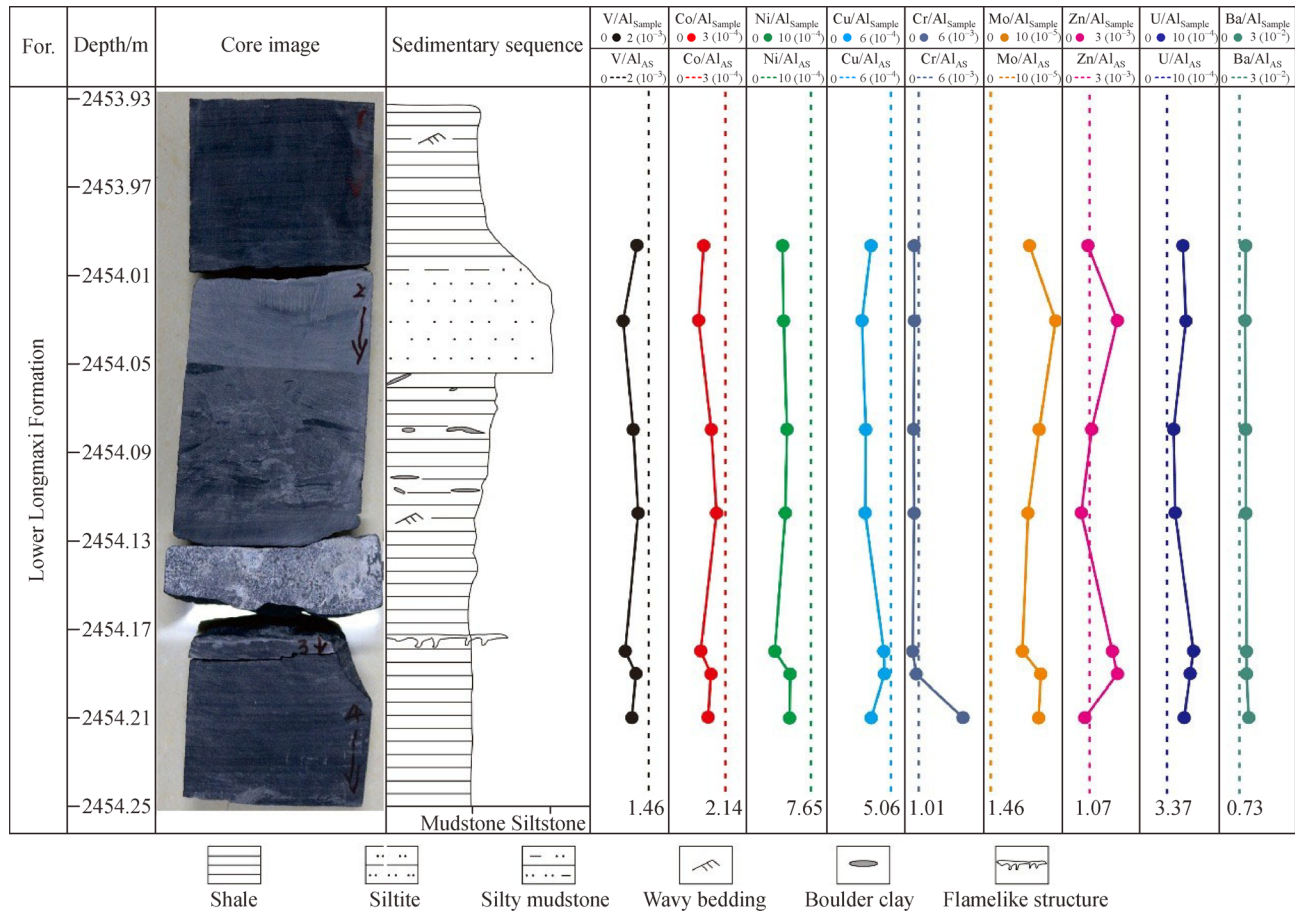 For.
Depth/m
Core image
Sedimentary sequence
V/Al_Sample
0 2 (10⁻³)
V/Al_AS
0 2 (10⁻³)
Co/Al_Sample
0 3 (10⁻⁴)
Co/Al_AS
0 3 (10⁻⁴)
Ni/Al_Sample
0 10 (10⁻⁴)
Ni/Al_AS
0 10 (10⁻⁴)
Cu/Al_Sample
0 6 (10⁻⁴)
Cu/Al_AS
0 6 (10⁻⁴)
Cr/Al_Sample
0 6 (10⁻³)
Cr/Al_AS
0 6 (10⁻³)
Mo/Al_Sample
0 10 (10⁻⁵)
Mo/Al_AS
0 10 (10⁻⁵)
Zn/Al_Sample
0 3 (10⁻³)
Zn/Al_AS
0 3 (10⁻³)
U/Al_Sample
0 10 (10⁻⁴)
U/Al_AS
0 10 (10⁻⁴)
Ba/Al_Sample
0 3 (10⁻²)
Ba/Al_AS
0 3 (10⁻²)
Lower Longmaxi Formation
2453.93
2453.97
2454.01
2454.05
2454.09
2454.13
2454.17
2454.21
2454.25
2
3
Mudstone Siltstone
1.46
2.14
7.65
5.06
1.01
1.46
1.07
3.37
0.73
Shale
Siltite
Silty mudstone
Wavy bedding
Boulder clay
Flamelike structure